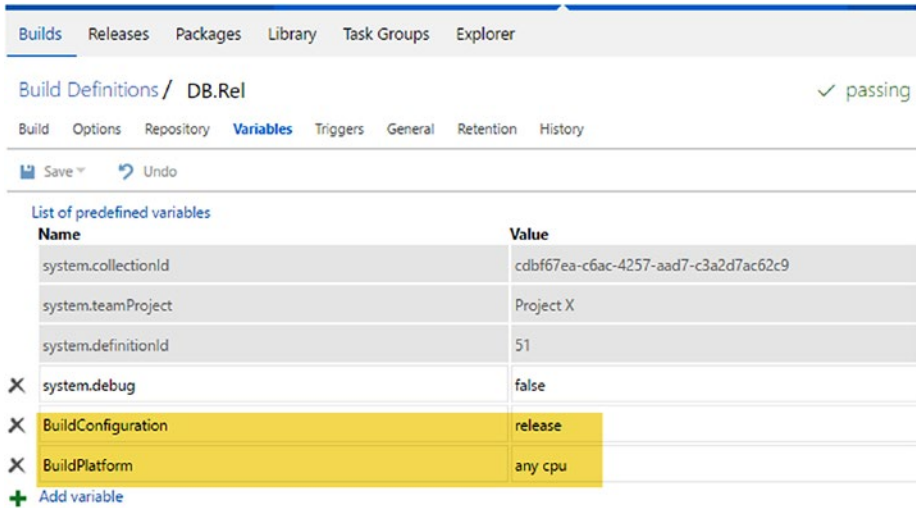 Builds Releases Packages Library Task Groups Explorer
Build Definitions / DB.Rel passing
Build Options Repository Variables Triggers General Retention History
Save Undo
List of predefined variables
Name Value
system.collectionId cdbf67ea-c6ac-4257-aad7-c3a2d7ac62c9
system.teamProject Project X
system.definitionId 51
system.debug false
BuildConfiguration release
BuildPlatform any cpu
Add variable